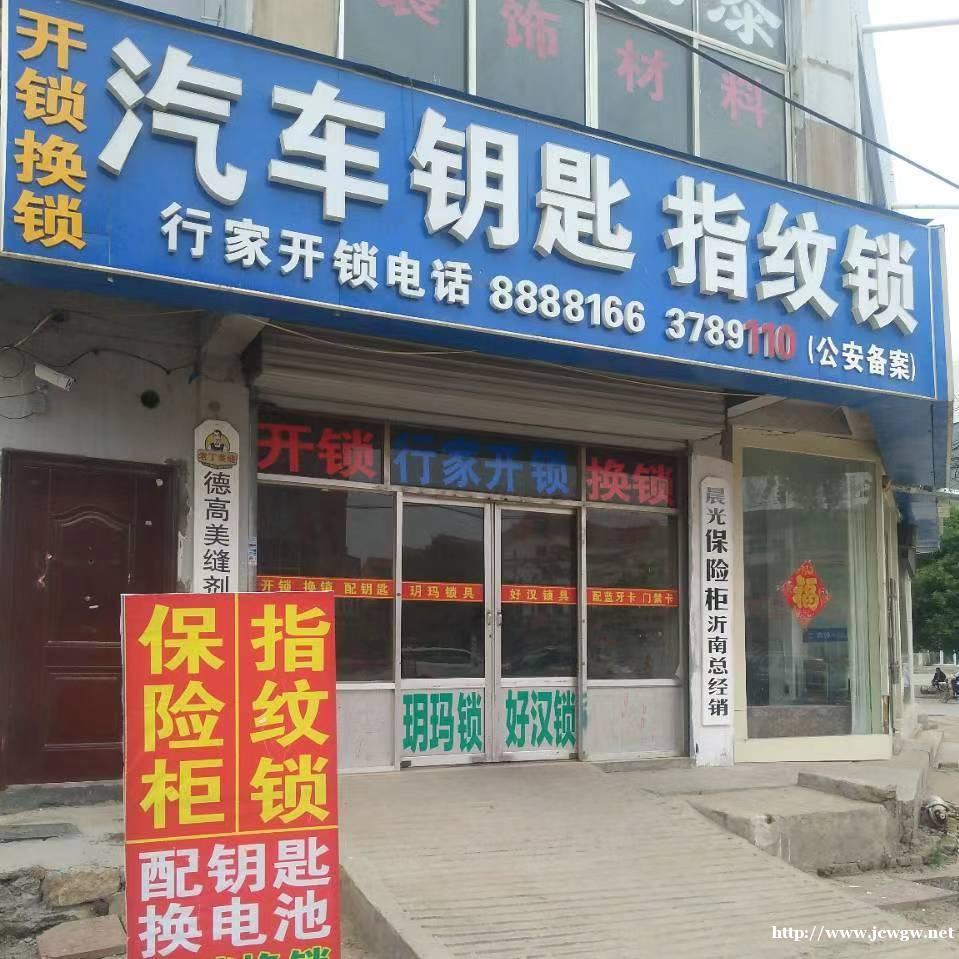 装饰材料
漆
开锁换锁
汽车钥匙 指纹锁
行家开锁电话 8888166 3789110 (公安备案)
德高美缝剂
开锁 行家开锁 换锁
开锁 换锁 配钥匙 玥玛锁具 好汉锁具 配蓝牙卡 门禁卡
玥玛锁 好汉锁
晨光保险柜沂南总经销
福
保险柜
指纹锁
配钥匙
换电池
换锁
http://www.jcwgw.net